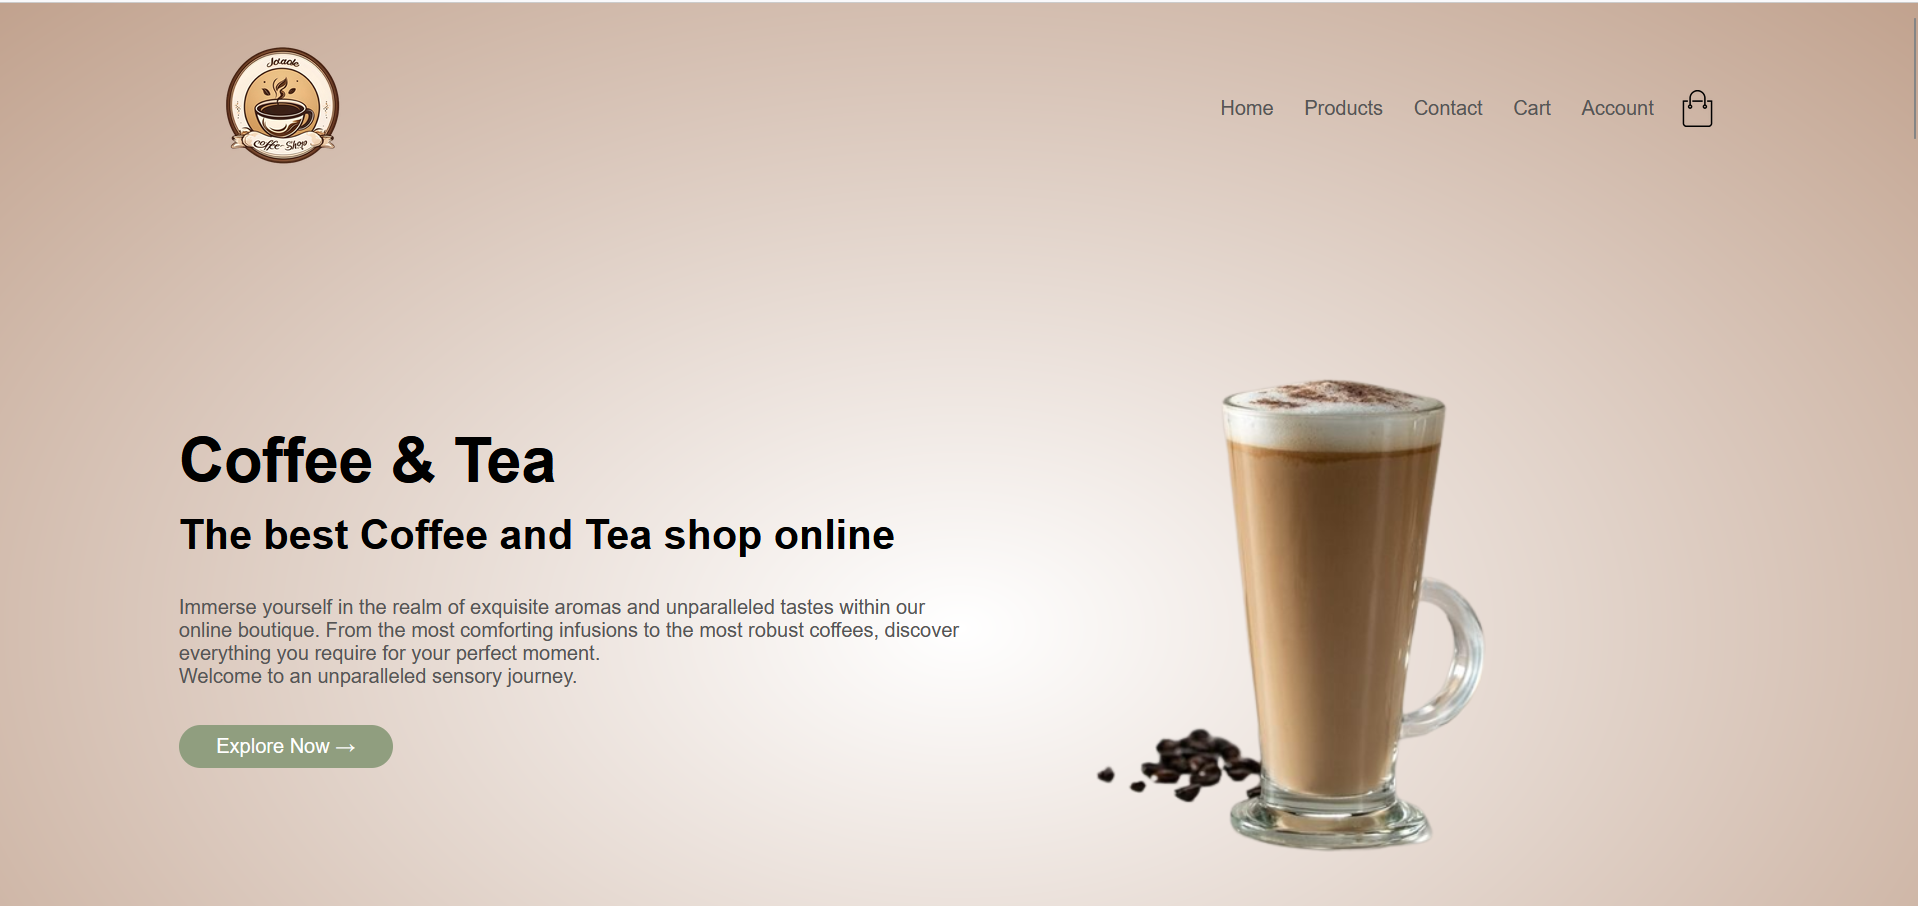 Coffe Shop
Home Products Contact Cart Account
Coffee & Tea
The best Coffee and Tea shop online
Immerse yourself in the realm of exquisite aromas and unparalleled tastes within our
online boutique. From the most comforting infusions to the most robust coffees, discover
everything you require for your perfect moment.
Welcome to an unparalleled sensory journey.
Explore Now →